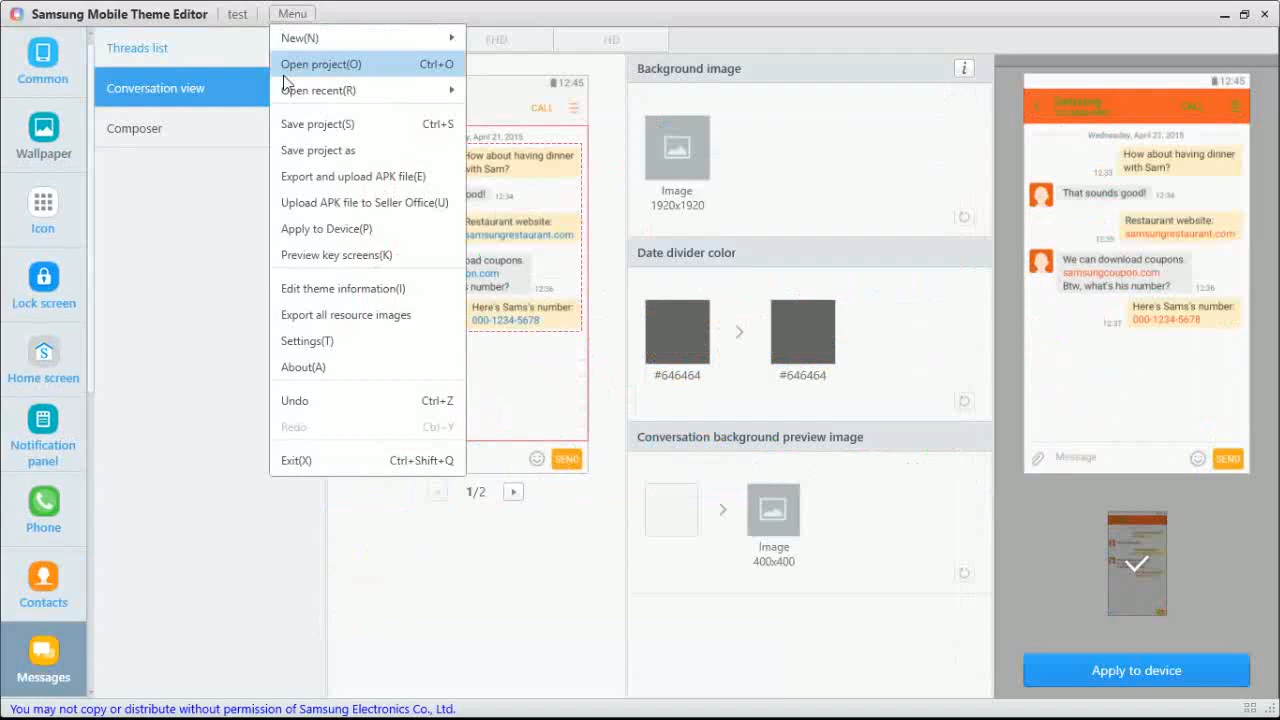 Samsung Mobile Theme Editor
test
Menu
FHD
HD
Common
Wallpaper
Icon
Lock screen
Home screen
Notification
panel
Phone
Contacts
Messages
Threads list
Conversation view
Composer
New(N)
Open project(O) Ctrl+O
Open recent(R)
Save project(S) Ctrl+S
Save project as
Export and upload APK file(E)
Upload APK file to Seller Office(U)
Apply to Device(P)
Preview key screens(K)
Edit theme information(I)
Export all resource images
Settings(T)
About(A)
Undo Ctrl+Z
Redo Ctrl+Y
Exit(X) Ctrl+Shift+Q
12:45
CALL
y, April 21, 2015
How about having dinner
with Sam?
ood! 12:34
Restaurant website:
samsungrestaurant.com
oad coupons.
on.com
s number? 12:36
Here's Sams's number:
000-1234-5678
SEND
1/2
Background image
i
Image
1920x1920
Date divider color
#646464
#646464
Conversation background preview image
Image
400x400
12:45
Samsung
CALL
Wednesday, April 21, 2015
How about having dinner
12:33 with Sam?
That sounds good! 12:34
Restaurant website:
12:35 samsungrestaurant.com
We can download coupons.
samsungcoupon.com
Btw, what's his number? 12:36
Here's Sams's number:
12:37 000-1234-5678
Message
SEND
Apply to device
You may not copy or distribute without permission of Samsung Electronics Co., Ltd.